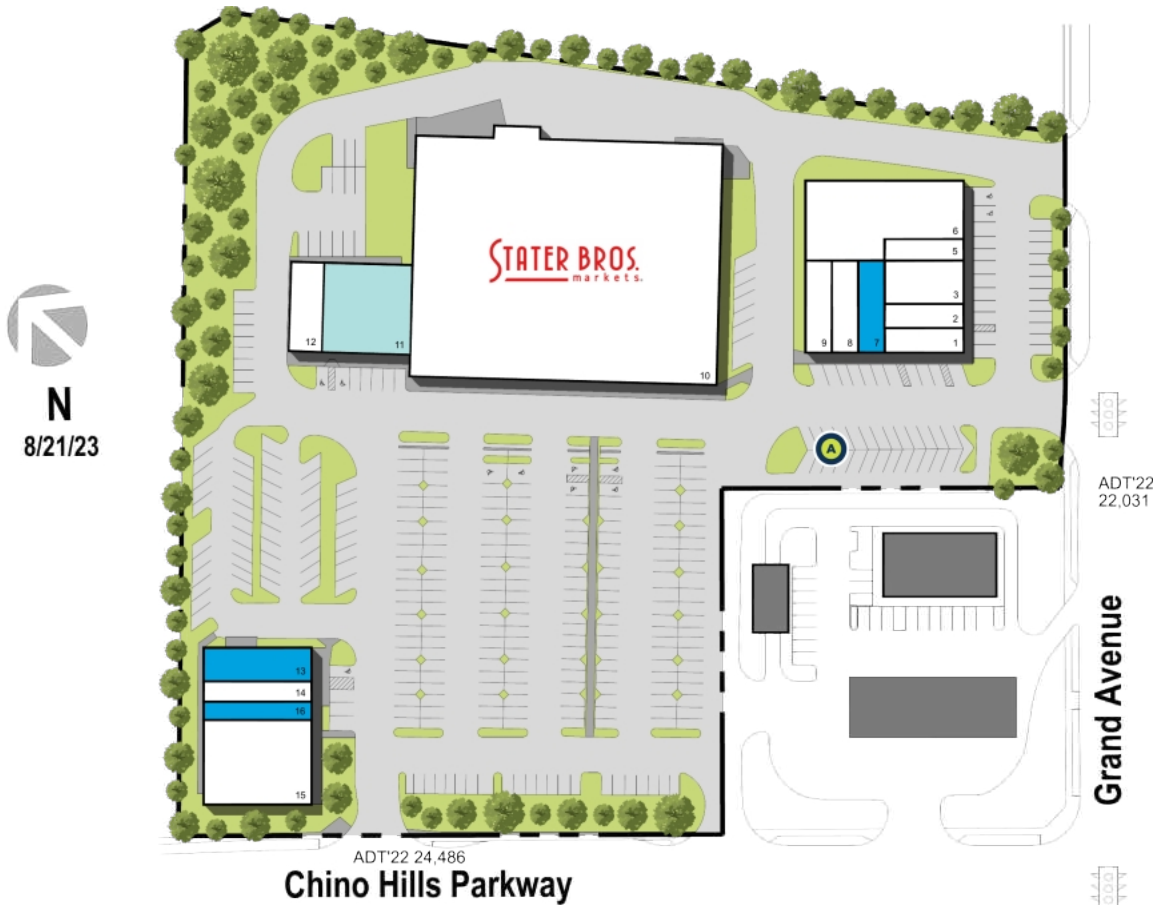 STATER BROS.
markets.
6
5
3
2
1
9
8
7
12
11
10
N
8/21/23
A
ADT'22
22,031
Grand Avenue
13
14
16
15
ADT'22 24,486
Chino Hills Parkway